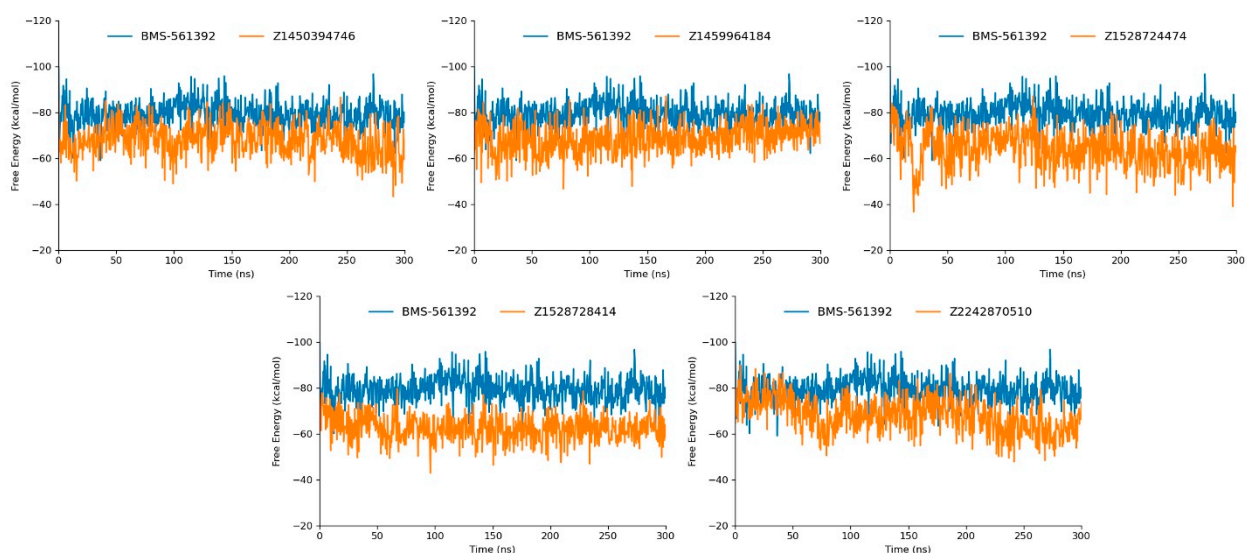 BMS-561392 Z1450394746
Free Energy (kcal/mol)
−120
−100
−80
−60
−40
−20
0 50 100 150 200 250 300
Time (ns)
BMS-561392 Z1459964184
Free Energy (kcal/mol)
−120
−100
−80
−60
−40
−20
0 50 100 150 200 250 300
Time (ns)
BMS-561392 Z1528724474
Free Energy (kcal/mol)
−120
−100
−80
−60
−40
−20
0 50 100 150 200 250 300
Time (ns)
BMS-561392 Z1528728414
Free Energy (kcal/mol)
−120
−100
−80
−60
−40
−20
0 50 100 150 200 250 300
Time (ns)
BMS-561392 Z2242870510
Free Energy (kcal/mol)
−120
−100
−80
−60
−40
−20
0 50 100 150 200 250 300
Time (ns)